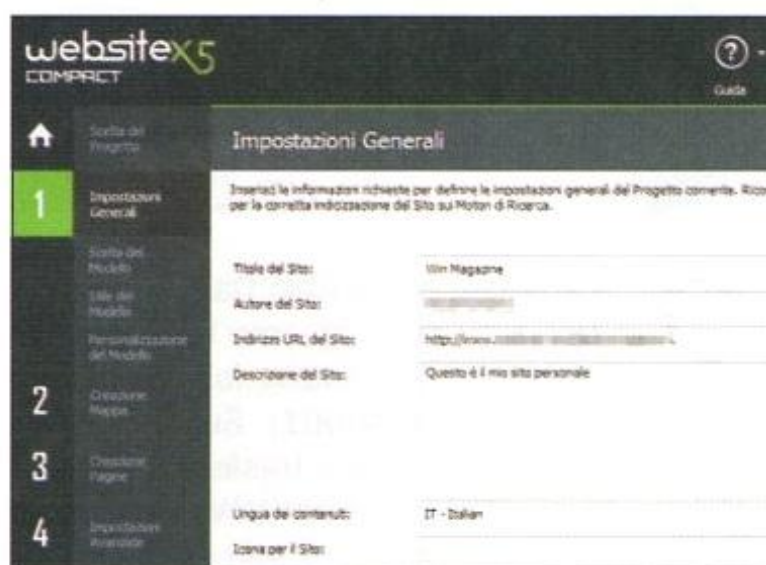 websitex5
COMPACT
?
Guida
Scelta del
Progetto
Impostazioni Generali
1
Impostazioni
Generali
Inserisci le informazioni richieste per definire le impostazioni generali del Progetto corrente. Rico
per la corretta indicizzazione del Sito sui Motori di Ricerca.
Scelta del
Modello
Stile del
Modello
Personalizzazione
del Modello
Titolo del Sito:
Win Magazine
Autore del Sito:
Indirizzo URL del Sito:
http://www.
Descrizione del Sito:
Questo è il mio sito personale
2
Creazione
Mappa
3
Creazione
Pagine
4
Impostazioni
Avanzate
Lingua dei contenuti:
IT - Italian
Icona per il Sito: